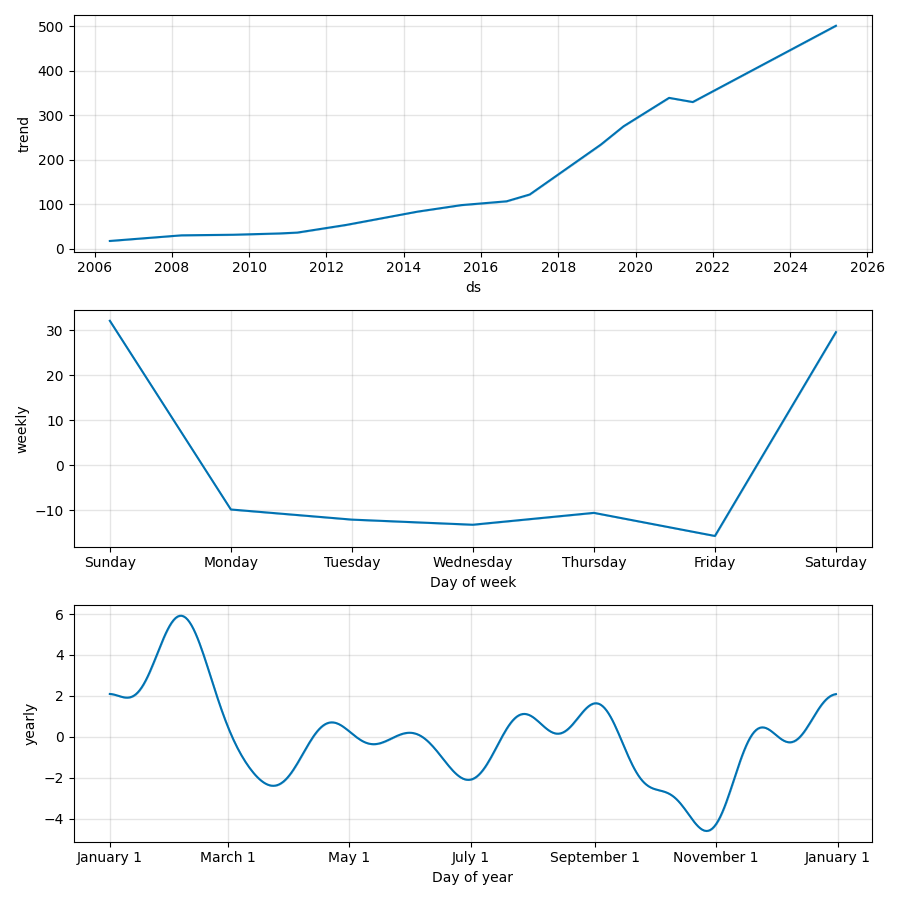 500
400
300
200
100
0
trend
2006 2008 2010 2012 2014 2016 2018 2020 2022 2024 2026
ds
30
20
10
0
−10
weekly
Sunday Monday Tuesday Wednesday Thursday Friday Saturday
Day of week
6
4
2
0
−2
−4
yearly
January 1 March 1 May 1 July 1 September 1 November 1 January 1
Day of year